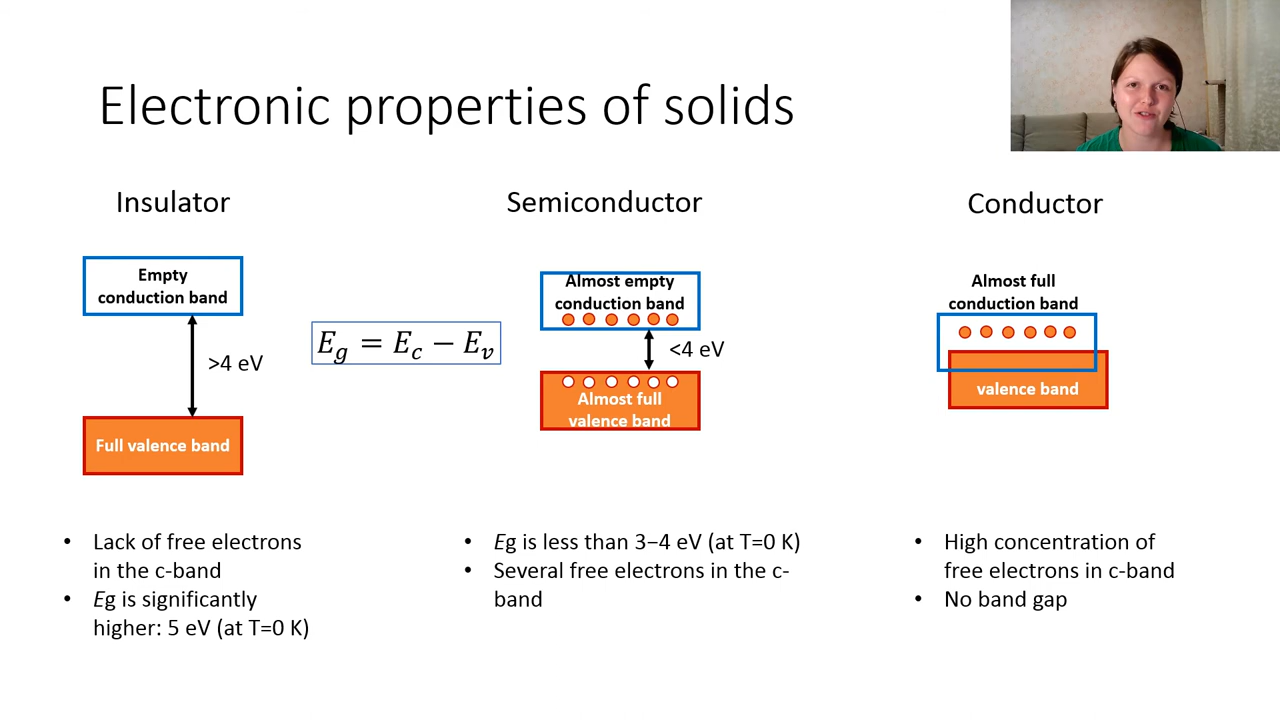 Electronic properties of solids
Insulator
Empty
conduction band
>4 eV
Full valence band
E_g = E_c − E_v
• Lack of free electrons
in the c-band
• Eg is significantly
higher: 5 eV (at T=0 K)
Semiconductor
Almost empty
conduction band
<4 eV
Almost full
valence band
• Eg is less than 3–4 eV (at T=0 K)
• Several free electrons in the c-
band
Conductor
Almost full
conduction band
valence band
• High concentration of
free electrons in c-band
• No band gap